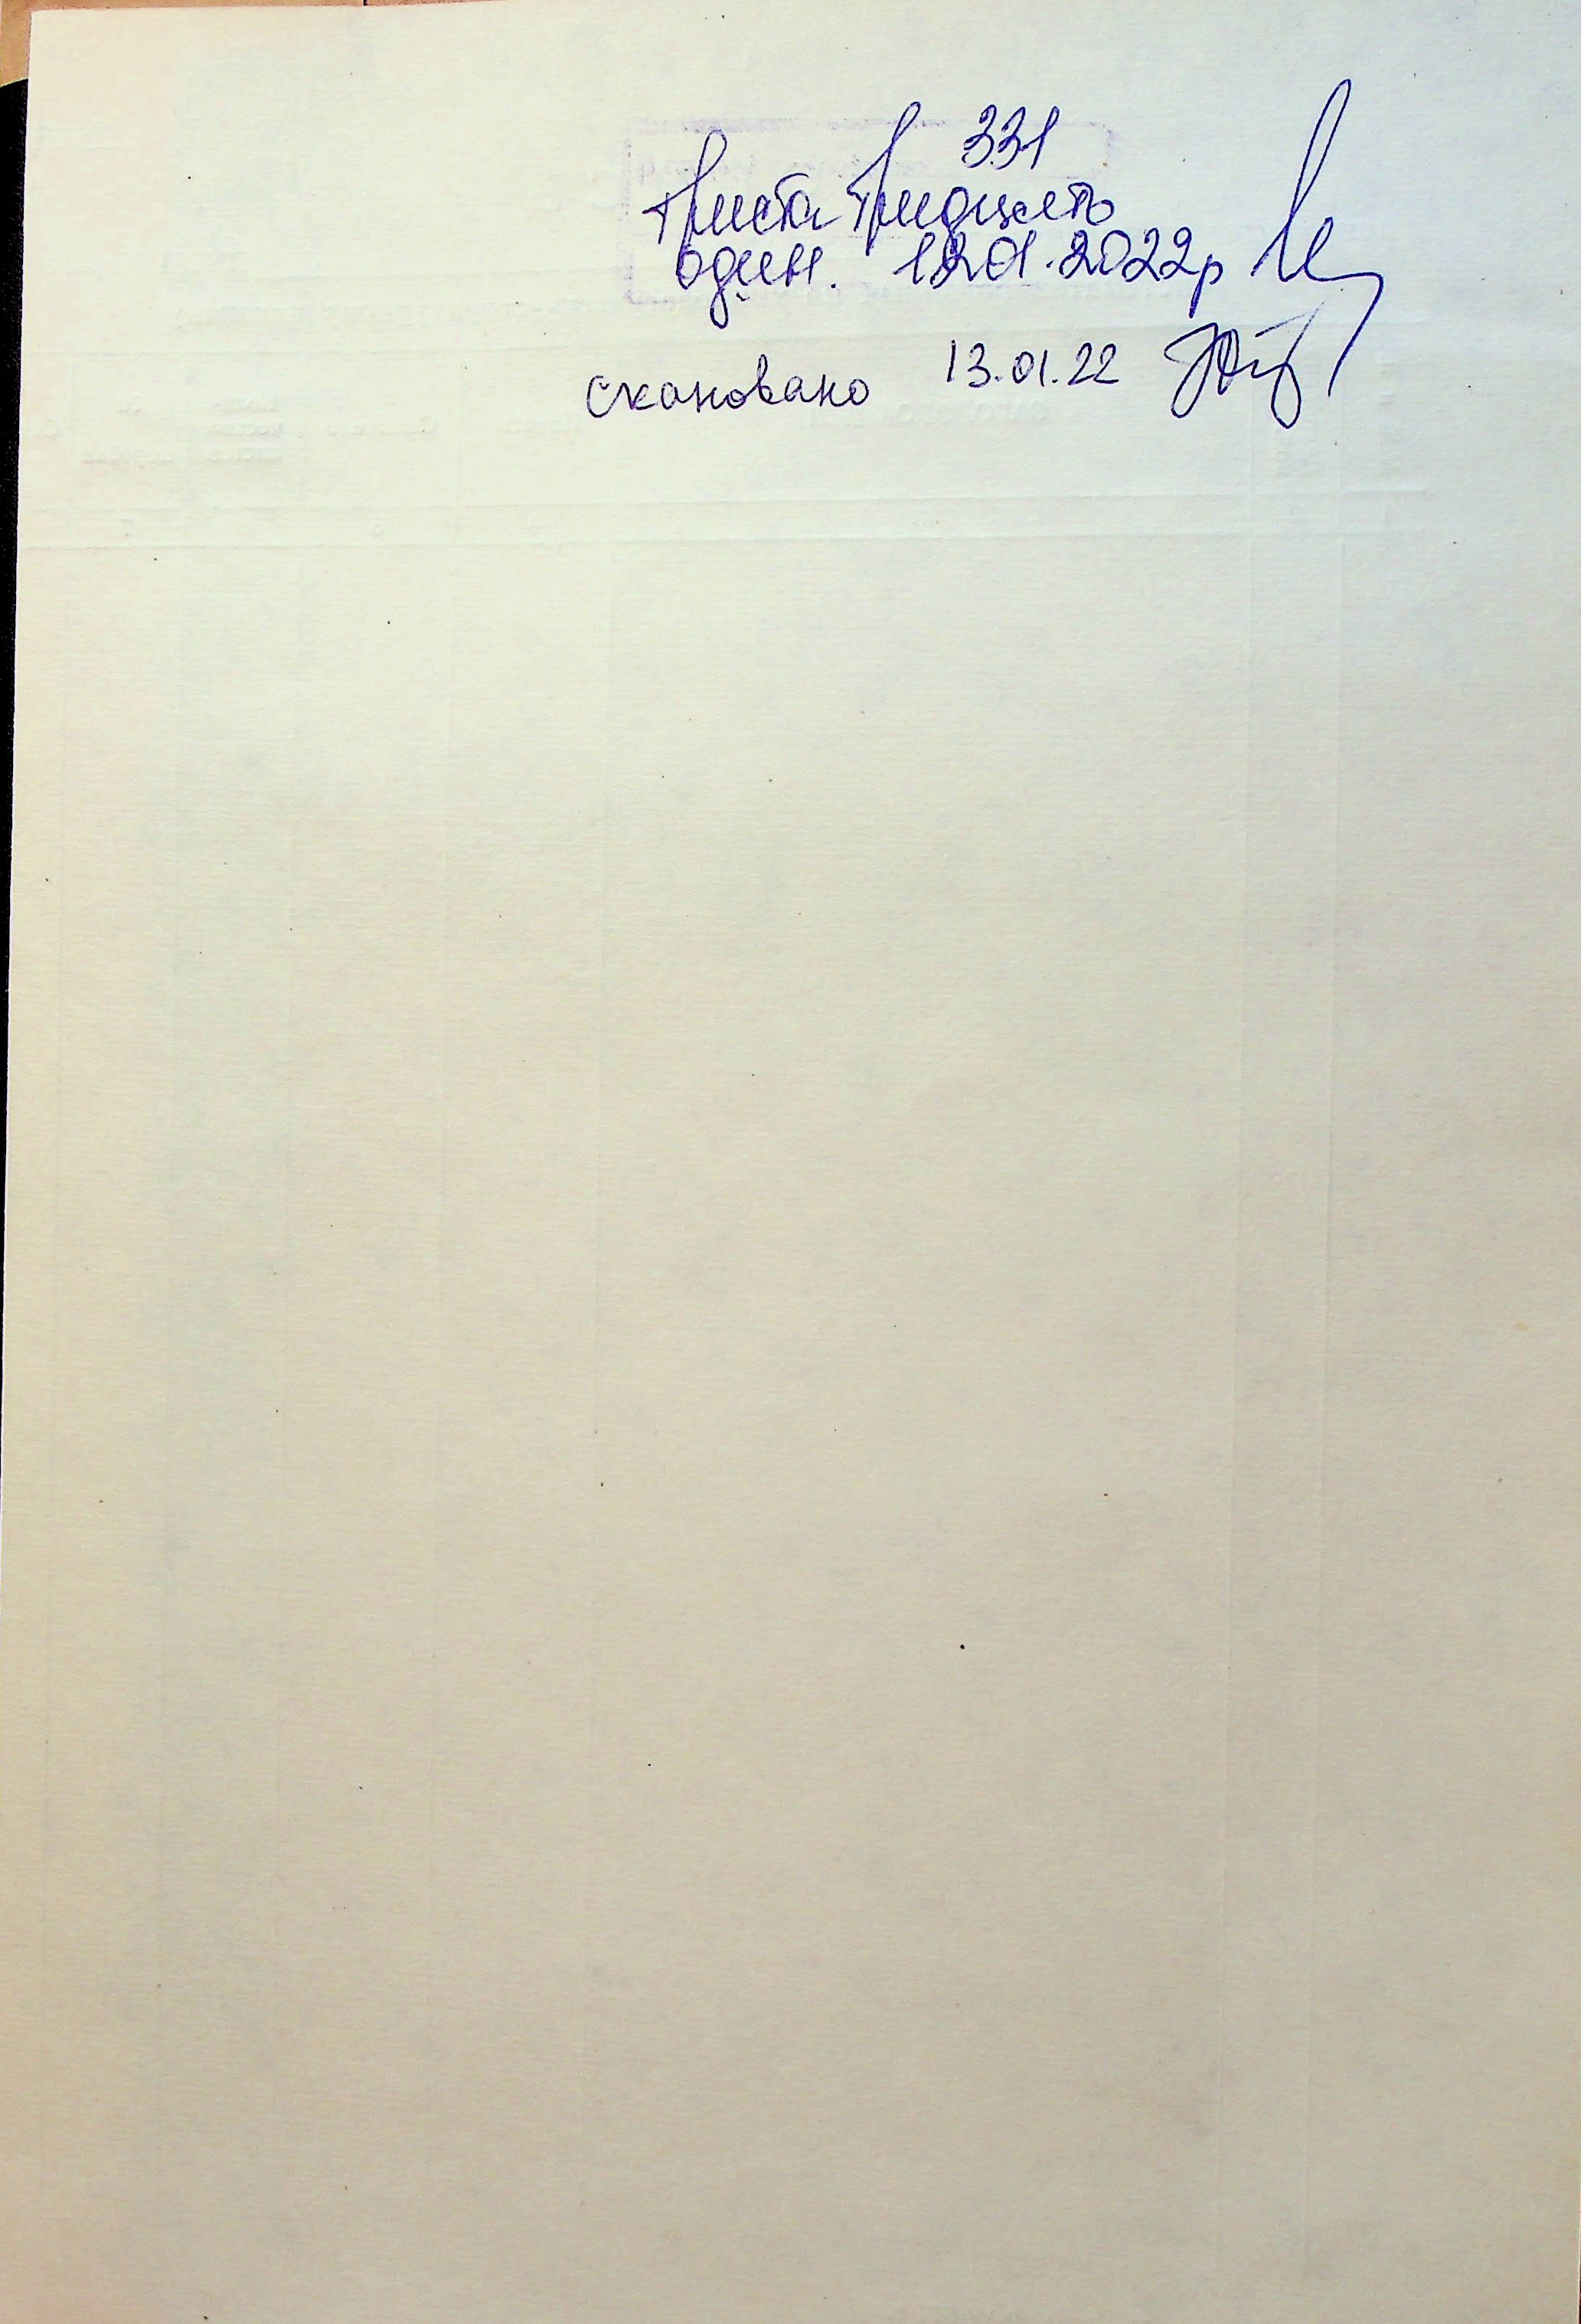 331
триста тридцять
один. 12.01.2022р
скановано 13.01.22